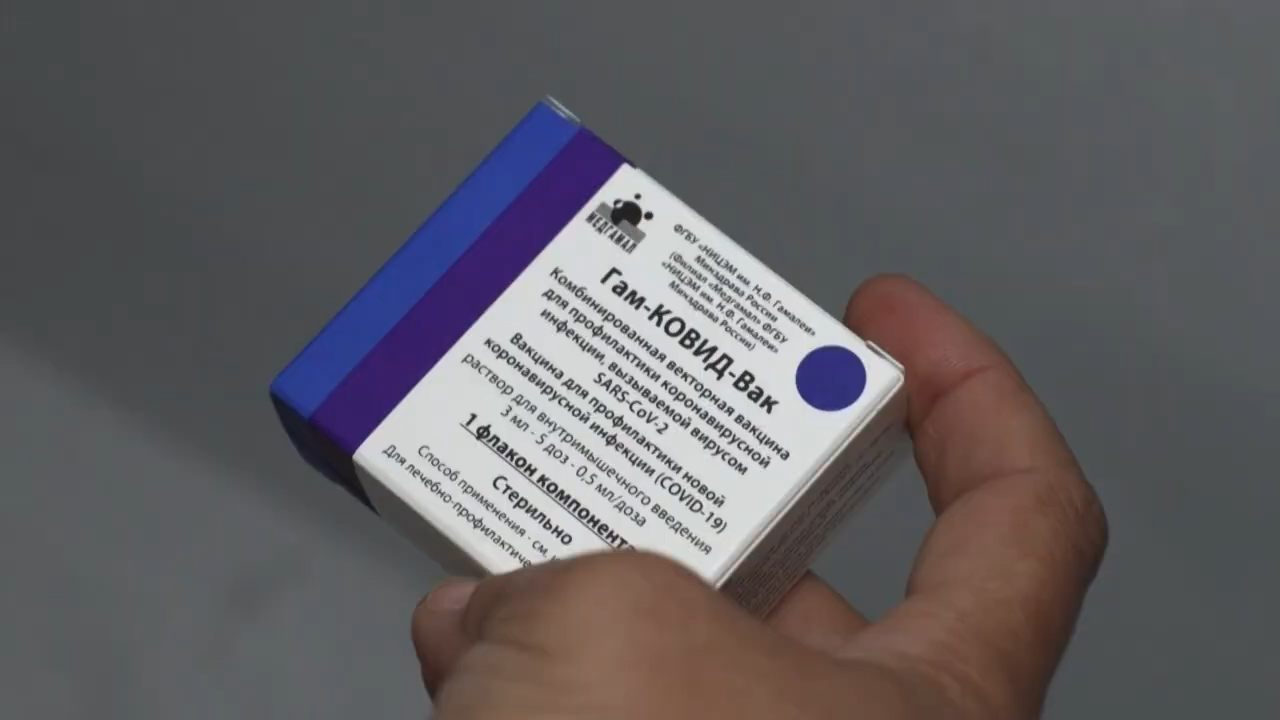 МЕДГАМАЛ
ФГБУ «НИЦЭМ им. Н.Ф. Гамалеи»
Минздрава России
(Филиал «Медгамал» ФГБУ
«НИЦЭМ им. Н.Ф. Гамалеи»
Минздрава России)
Гам-КОВИД-Вак
Комбинированная векторная вакцина
для профилактики коронавирусной
инфекции, вызываемой вирусом
SARS-CoV-2
Вакцина для профилактики новой
коронавирусной инфекции (COVID-19)
раствор для внутримышечного введения
3 мл - 5 доз - 0,5 мл/доза
1 флакон компонент
Стерильно
Способ применения - см.
Для лечебно-профилактиче